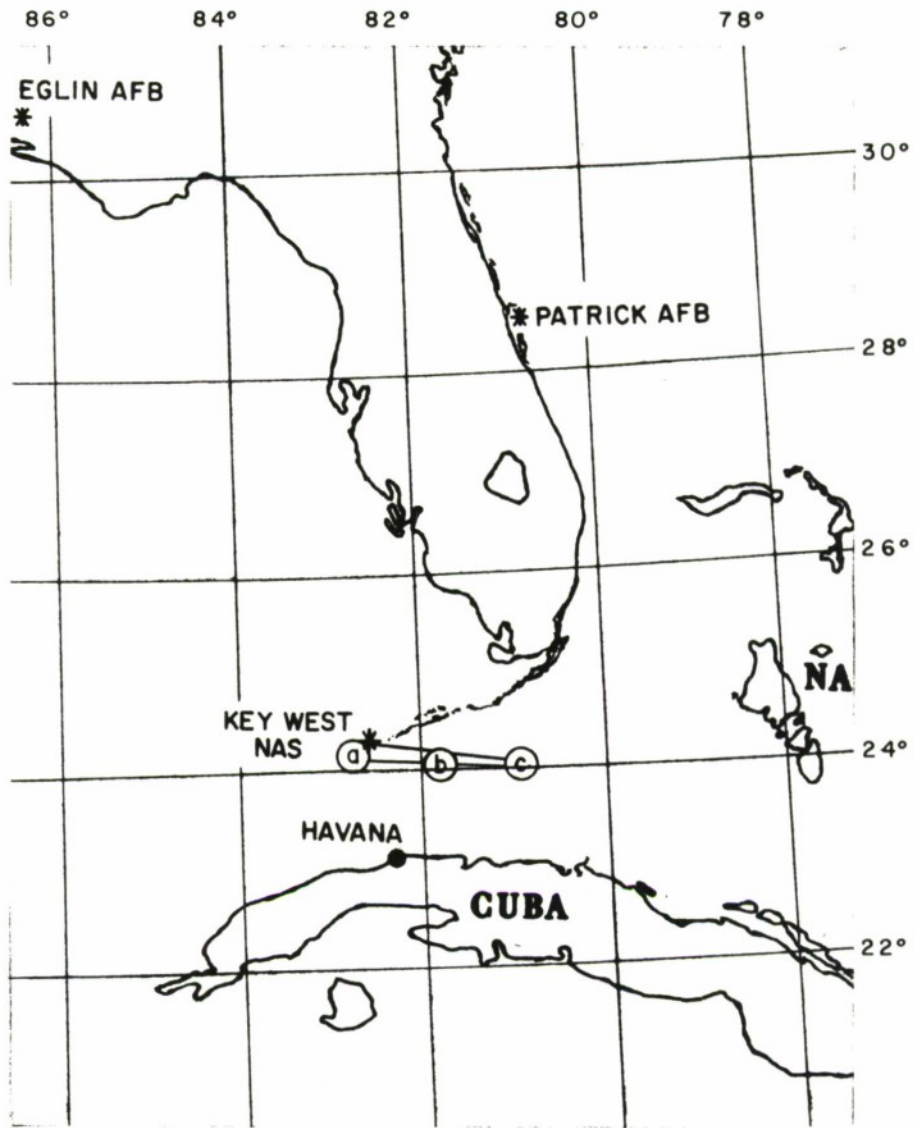 86° 84° 82° 80° 78°
EGLIN AFB
30°
PATRICK AFB
28°
26°
NA
KEY WEST
NAS
a b c
24°
HAVANA
CUBA
22°